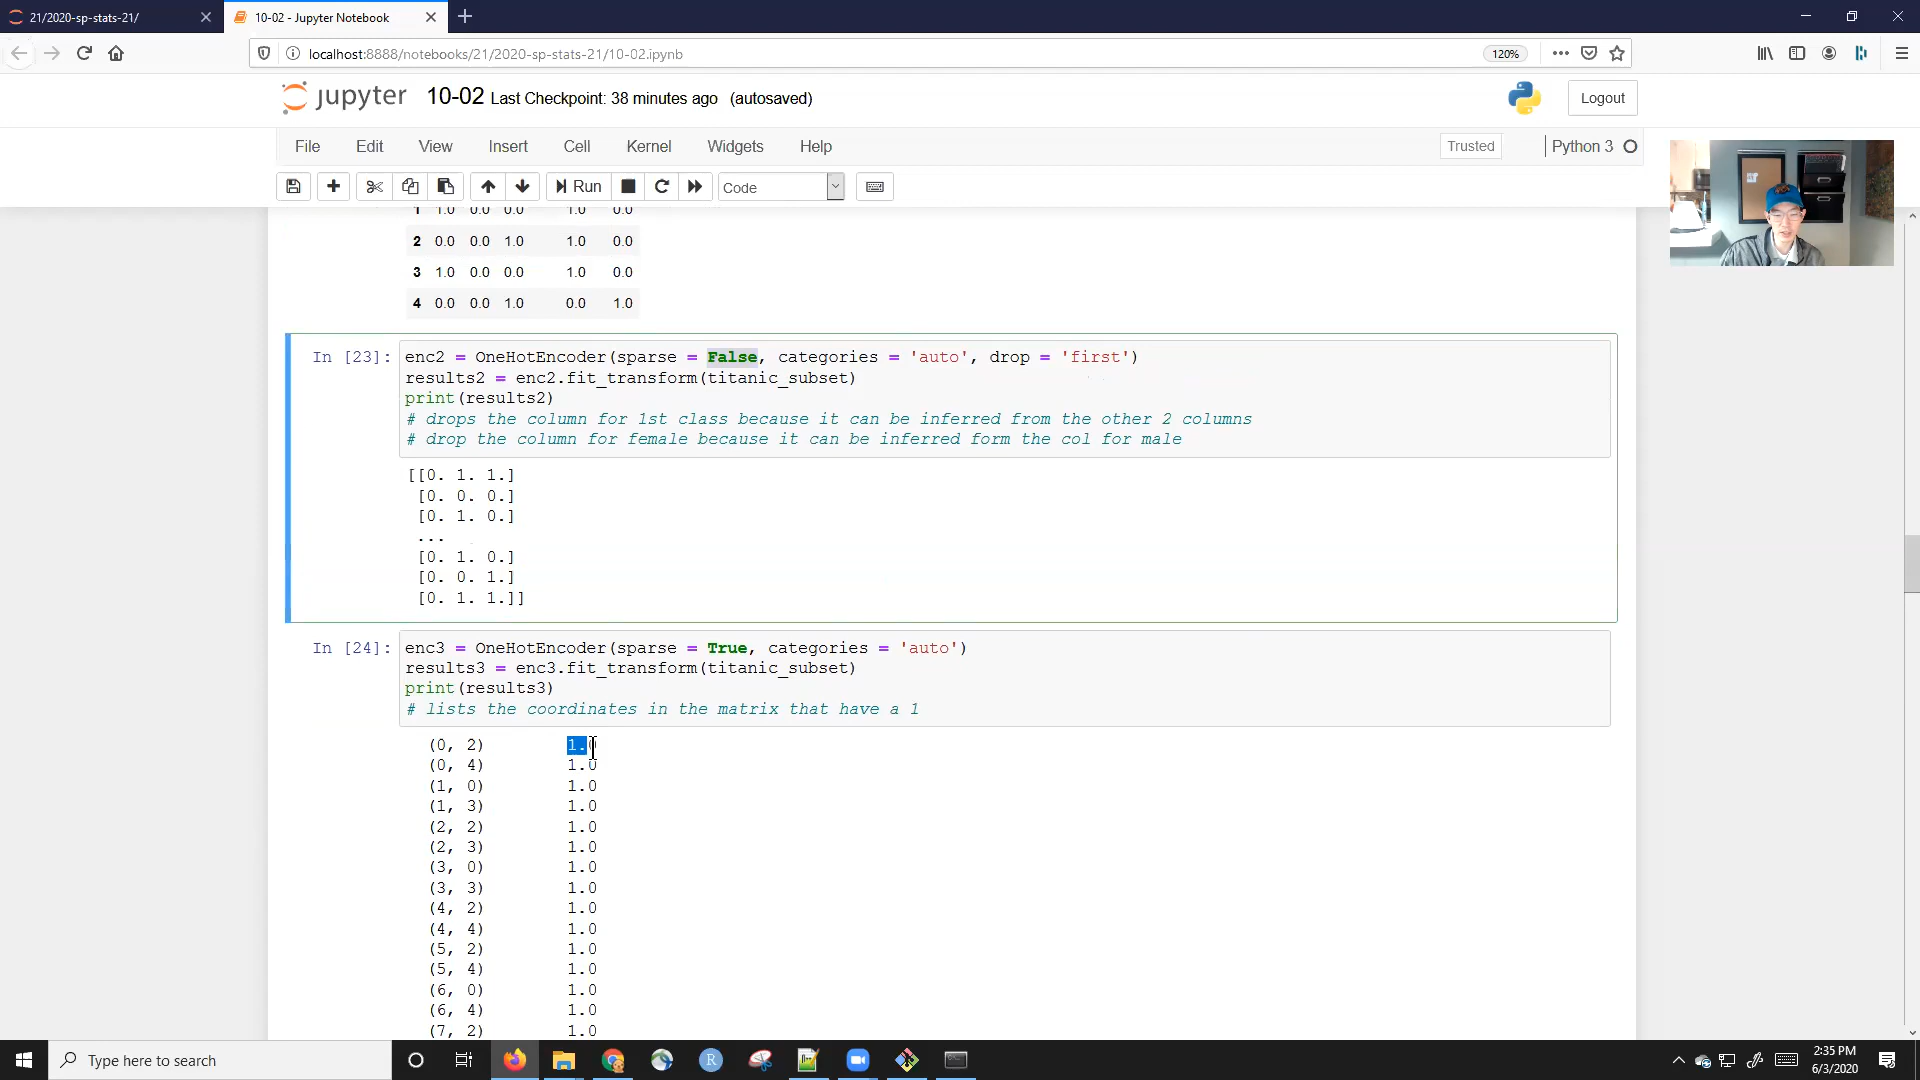 21/2020-sp-stats-21/
10-02 - Jupyter Notebook
localhost:8888/notebooks/21/2020-sp-stats-21/10-02.ipynb
120%
jupyter 10-02 Last Checkpoint: 38 minutes ago (autosaved)
Logout
File Edit View Insert Cell Kernel Widgets Help
Trusted
Python 3
Run
Code
1 1.0 0.0 0.0 1.0 0.0
2 0.0 0.0 1.0 1.0 0.0
3 1.0 0.0 0.0 1.0 0.0
4 0.0 0.0 1.0 0.0 1.0
In [23]: enc2 = OneHotEncoder(sparse = False, categories = 'auto', drop = 'first')
results2 = enc2.fit_transform(titanic_subset)
print(results2)
# drops the column for 1st class because it can be inferred from the other 2 columns
# drop the column for female because it can be inferred form the col for male
[[0. 1. 1.]
[0. 0. 0.]
[0. 1. 0.]
...
[0. 1. 0.]
[0. 0. 1.]
[0. 1. 1.]]
In [24]: enc3 = OneHotEncoder(sparse = True, categories = 'auto')
results3 = enc3.fit_transform(titanic_subset)
print(results3)
# lists the coordinates in the matrix that have a 1
(0, 2) 1.0
(0, 4) 1.0
(1, 0) 1.0
(1, 3) 1.0
(2, 2) 1.0
(2, 3) 1.0
(3, 0) 1.0
(3, 3) 1.0
(4, 2) 1.0
(4, 4) 1.0
(5, 2) 1.0
(5, 4) 1.0
(6, 0) 1.0
(6, 4) 1.0
(7, 2) 1.0
Type here to search
R
2:35 PM
6/3/2020